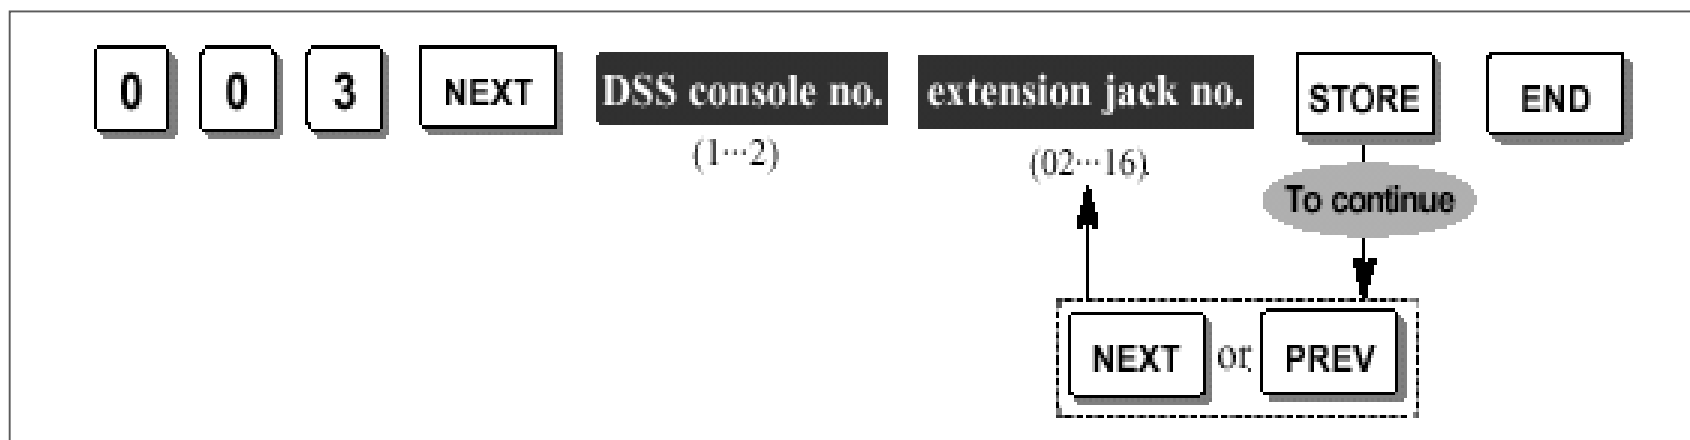 0 0 3 NEXT DSS console no. extension jack no. STORE END
(1···2) (02···16)
To continue
NEXT or PREV